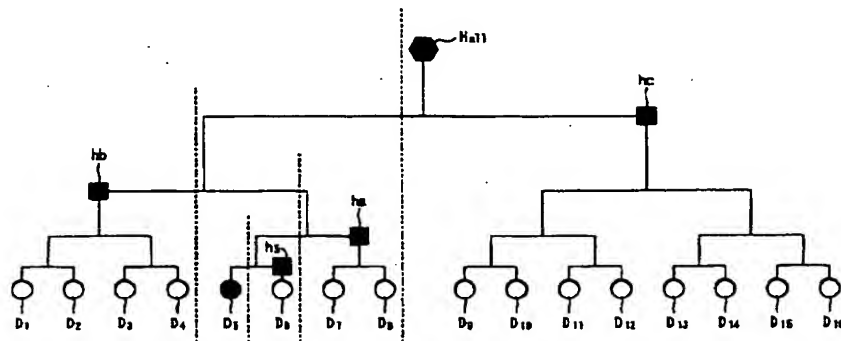 Hall
hc
hb
ha
hs
D1 D2 D3 D4 D5 D6 D7 D8 D9 D10 D11 D12 D13 D14 D15 D16